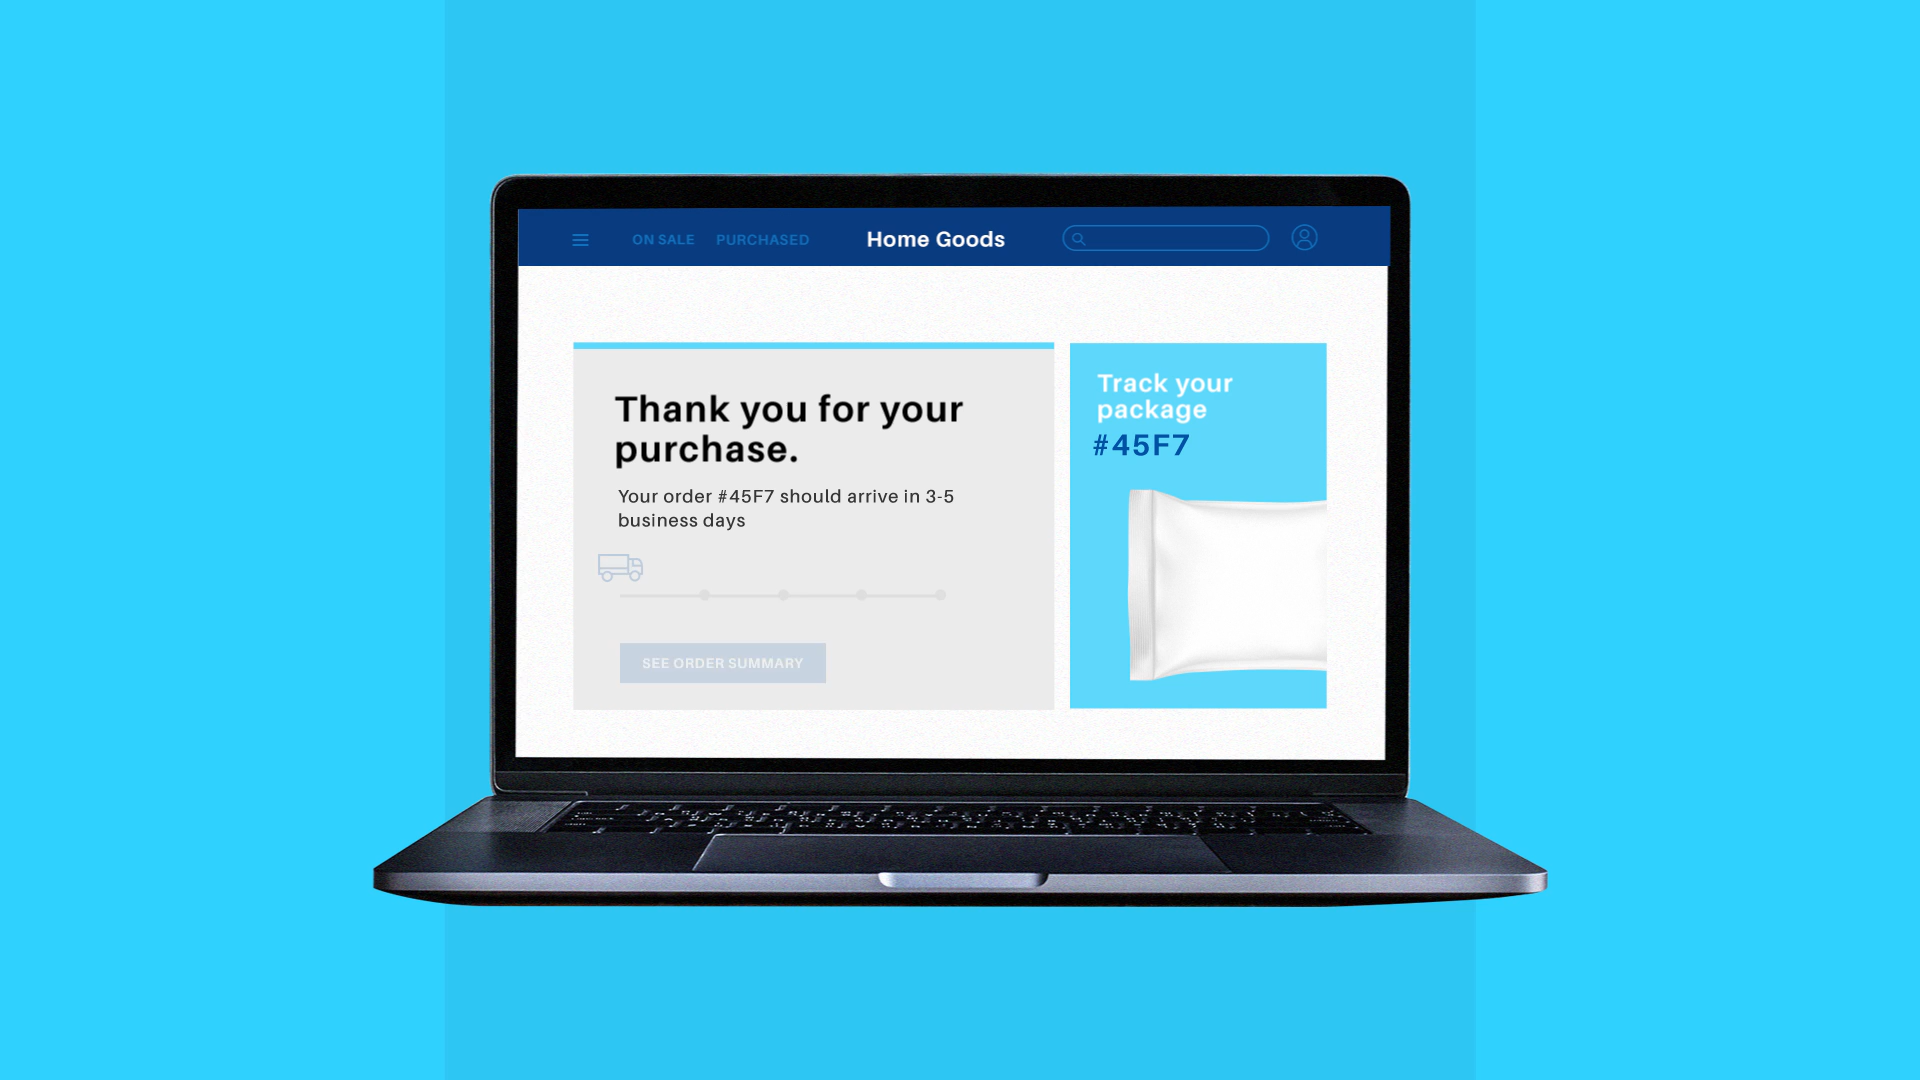 ON SALE PURCHASED Home Goods
Thank you for your
purchase.
Your order #45F7 should arrive in 3-5
business days
SEE ORDER SUMMARY
Track your
package
#45F7